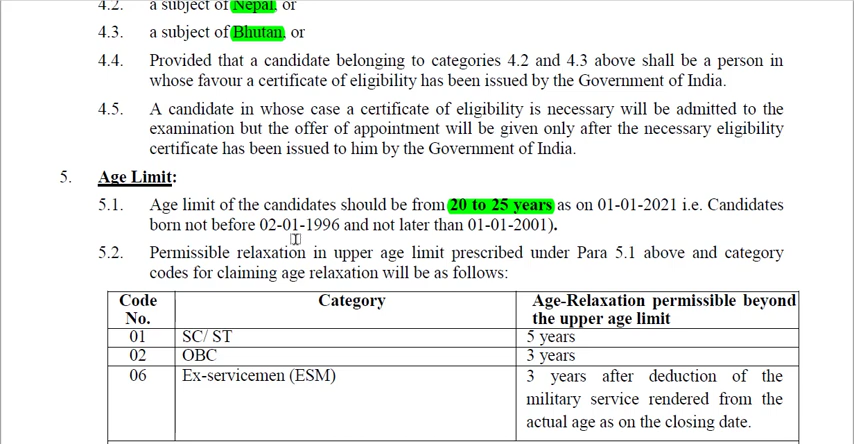 4.2. a subject of Nepal, or
4.3. a subject of Bhutan, or
4.4. Provided that a candidate belonging to categories 4.2 and 4.3 above shall be a person in
whose favour a certificate of eligibility has been issued by the Government of India.
4.5. A candidate in whose case a certificate of eligibility is necessary will be admitted to the
examination but the offer of appointment will be given only after the necessary eligibility
certificate has been issued to him by the Government of India.
5. Age Limit:
5.1. Age limit of the candidates should be from 20 to 25 years as on 01-01-2021 i.e. Candidates
born not before 02-01-1996 and not later than 01-01-2001).
5.2. Permissible relaxation in upper age limit prescribed under Para 5.1 above and category
codes for claiming age relaxation will be as follows:
Code No. Category Age-Relaxation permissible beyond the upper age limit
01 SC/ ST 5 years
02 OBC 3 years
06 Ex-servicemen (ESM) 3 years after deduction of the
military service rendered from the
actual age as on the closing date.